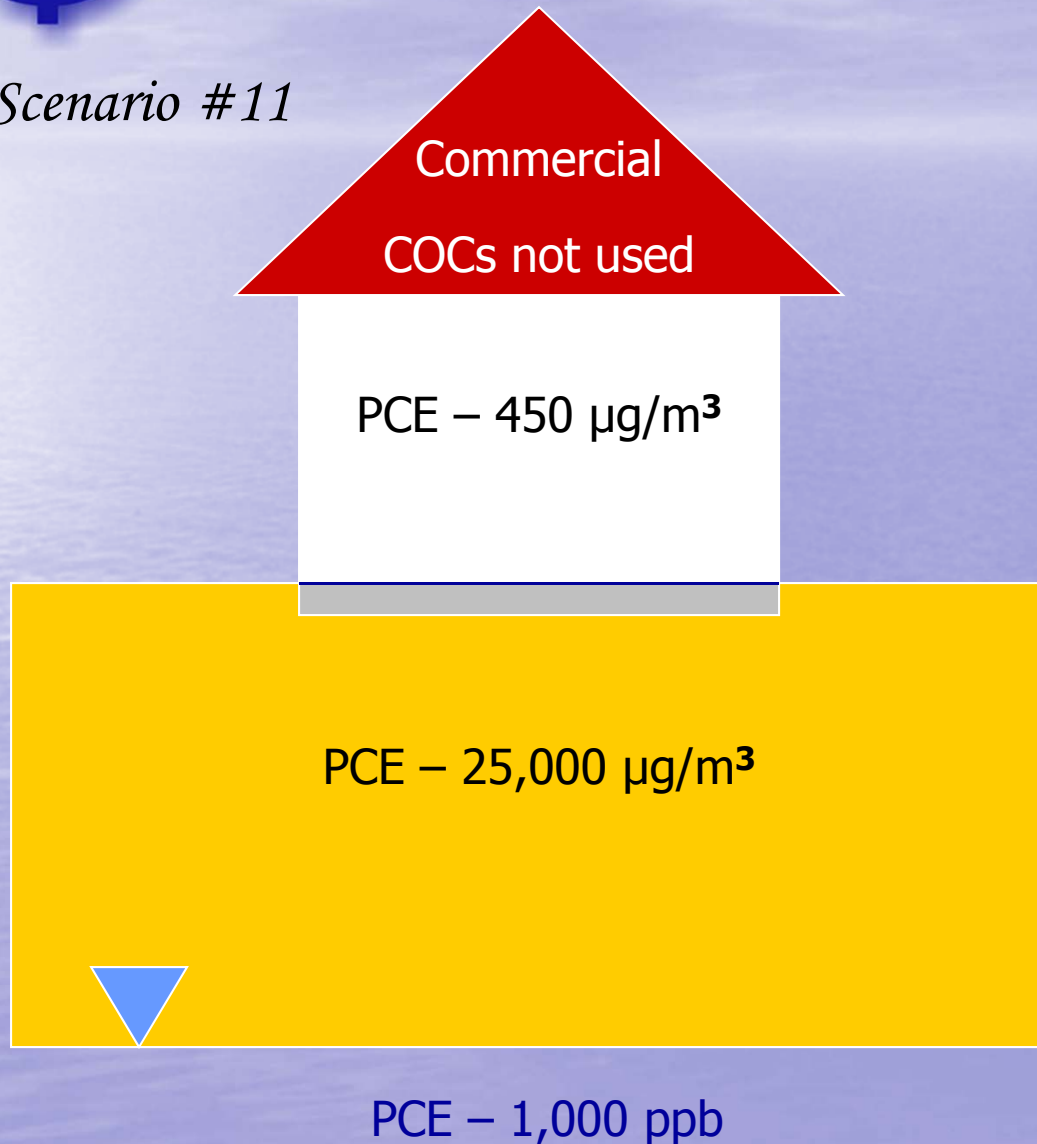 Scenario #11
Commercial
COCs not used
PCE – 450 µg/m³
PCE – 25,000 µg/m³
PCE – 1,000 ppb